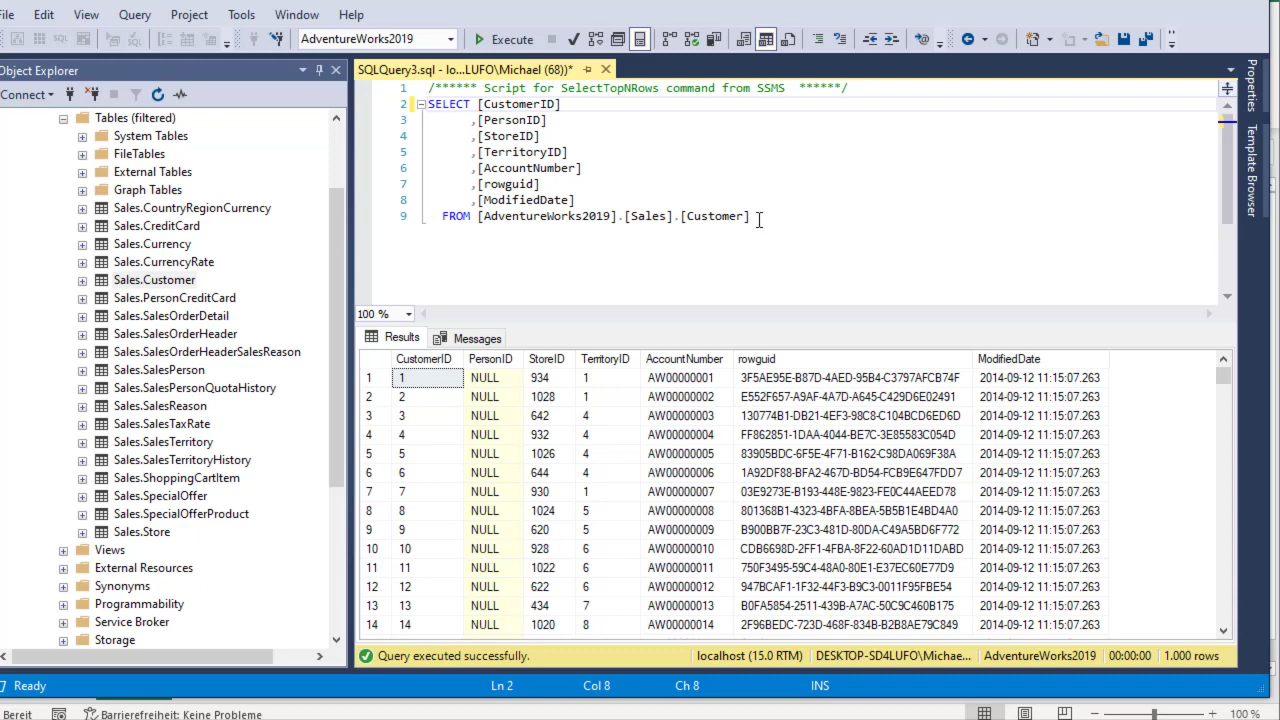 File Edit View Query Project Tools Window Help
AdventureWorks2019 Execute
Object Explorer
Connect
Tables (filtered)
System Tables
FileTables
External Tables
Graph Tables
Sales.CountryRegionCurrency
Sales.CreditCard
Sales.Currency
Sales.CurrencyRate
Sales.Customer
Sales.PersonCreditCard
Sales.SalesOrderDetail
Sales.SalesOrderHeader
Sales.SalesOrderHeaderSalesReason
Sales.SalesPerson
Sales.SalesPersonQuotaHistory
Sales.SalesReason
Sales.SalesTaxRate
Sales.SalesTerritory
Sales.SalesTerritoryHistory
Sales.ShoppingCartItem
Sales.SpecialOffer
Sales.SpecialOfferProduct
Sales.Store
Views
External Resources
Synonyms
Programmability
Service Broker
Storage
SQLQuery3.sql - lo...LUFO\Michael (68))*
1 /****** Script for SelectTopNRows command from SSMS ******/
2 SELECT [CustomerID]
3 ,[PersonID]
4 ,[StoreID]
5 ,[TerritoryID]
6 ,[AccountNumber]
7 ,[rowguid]
8 ,[ModifiedDate]
9 FROM [AdventureWorks2019].[Sales].[Customer]
100 %
Results Messages
CustomerID PersonID StoreID TerritoryID AccountNumber rowguid ModifiedDate
1 1 NULL 934 1 AW00000001 3F5AE95E-B87D-4AED-95B4-C3797AFCB74F 2014-09-12 11:15:07.263
2 2 NULL 1028 1 AW00000002 E552F657-A9AF-4A7D-A645-C429D6E02491 2014-09-12 11:15:07.263
3 3 NULL 642 4 AW00000003 130774B1-DB21-4EF3-98C8-C104BCD6ED6D 2014-09-12 11:15:07.263
4 4 NULL 932 4 AW00000004 FF862851-1DAA-4044-BE7C-3E85583C054D 2014-09-12 11:15:07.263
5 5 NULL 1026 4 AW00000005 83905BDC-6F5E-4F71-B162-C98DA069F38A 2014-09-12 11:15:07.263
6 6 NULL 644 4 AW00000006 1A92DF88-BFA2-467D-BD54-FCB9E647FDD7 2014-09-12 11:15:07.263
7 7 NULL 930 1 AW00000007 03E9273E-B193-448E-9823-FE0C44AEED78 2014-09-12 11:15:07.263
8 8 NULL 1024 5 AW00000008 801368B1-4323-4BFA-8BEA-5B5B1E4BD4A0 2014-09-12 11:15:07.263
9 9 NULL 620 5 AW00000009 B900BB7F-23C3-481D-80DA-C49A5BD6F772 2014-09-12 11:15:07.263
10 10 NULL 928 6 AW00000010 CDB6698D-2FF1-4FBA-8F22-60AD1D11DABD 2014-09-12 11:15:07.263
11 11 NULL 1022 6 AW00000011 750F3495-59C4-48A0-80E1-E37EC60E77D9 2014-09-12 11:15:07.263
12 12 NULL 622 6 AW00000012 947BCAF1-1F32-44F3-B9C3-0011F95FBE54 2014-09-12 11:15:07.263
13 13 NULL 434 7 AW00000013 B0FA5854-2511-439B-A7AC-50C9C460B175 2014-09-12 11:15:07.263
14 14 NULL 1020 8 AW00000014 2F96BEDC-723D-468F-834B-B2B8AE79C849 2014-09-12 11:15:07.263
Query executed successfully. localhost (15.0 RTM) DESKTOP-SD4LUFO\Michae... AdventureWorks2019 00:00:00 1.000 rows
Properties
Template Browser
Ready Ln 2 Col 8 Ch 8 INS
Bereit Barrierefreiheit: Keine Probleme 100 %